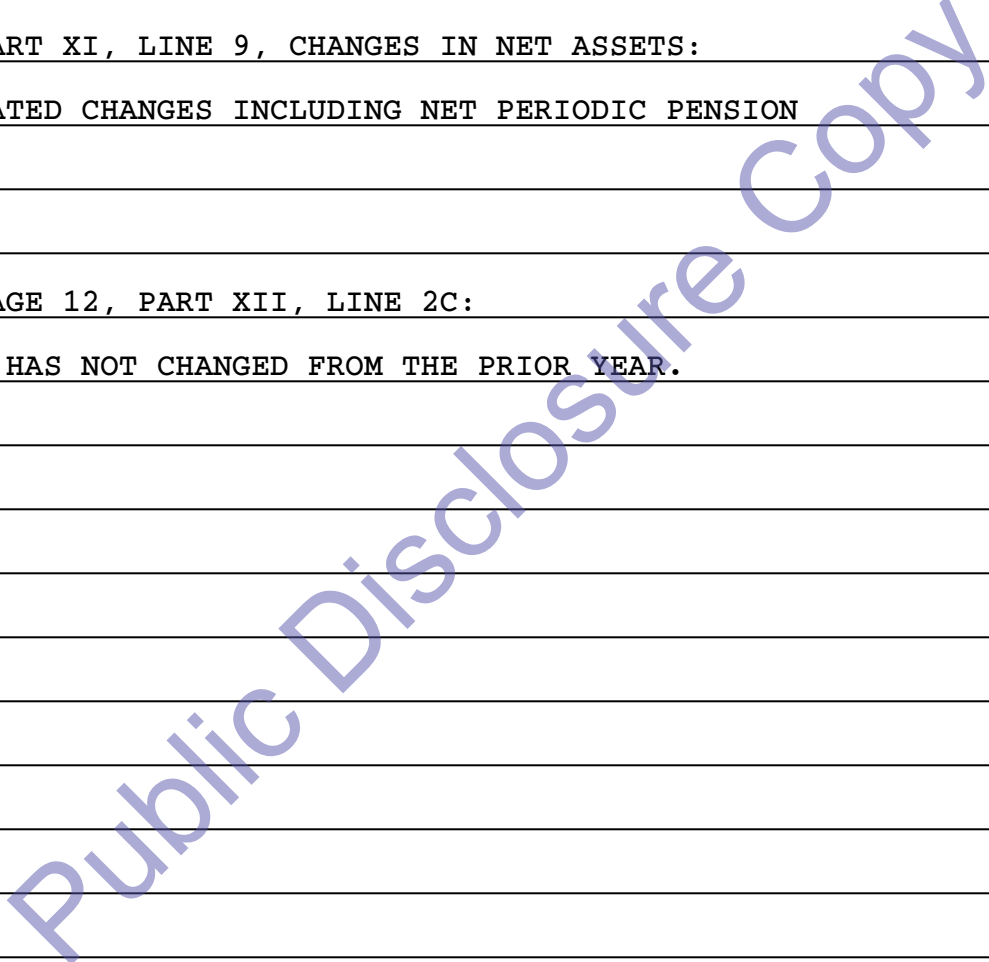 ART XI, LINE 9, CHANGES IN NET ASSETS:
ATED CHANGES INCLUDING NET PERIODIC PENSION
AGE 12, PART XII, LINE 2C:
HAS NOT CHANGED FROM THE PRIOR YEAR.
Public Disclosure Copy